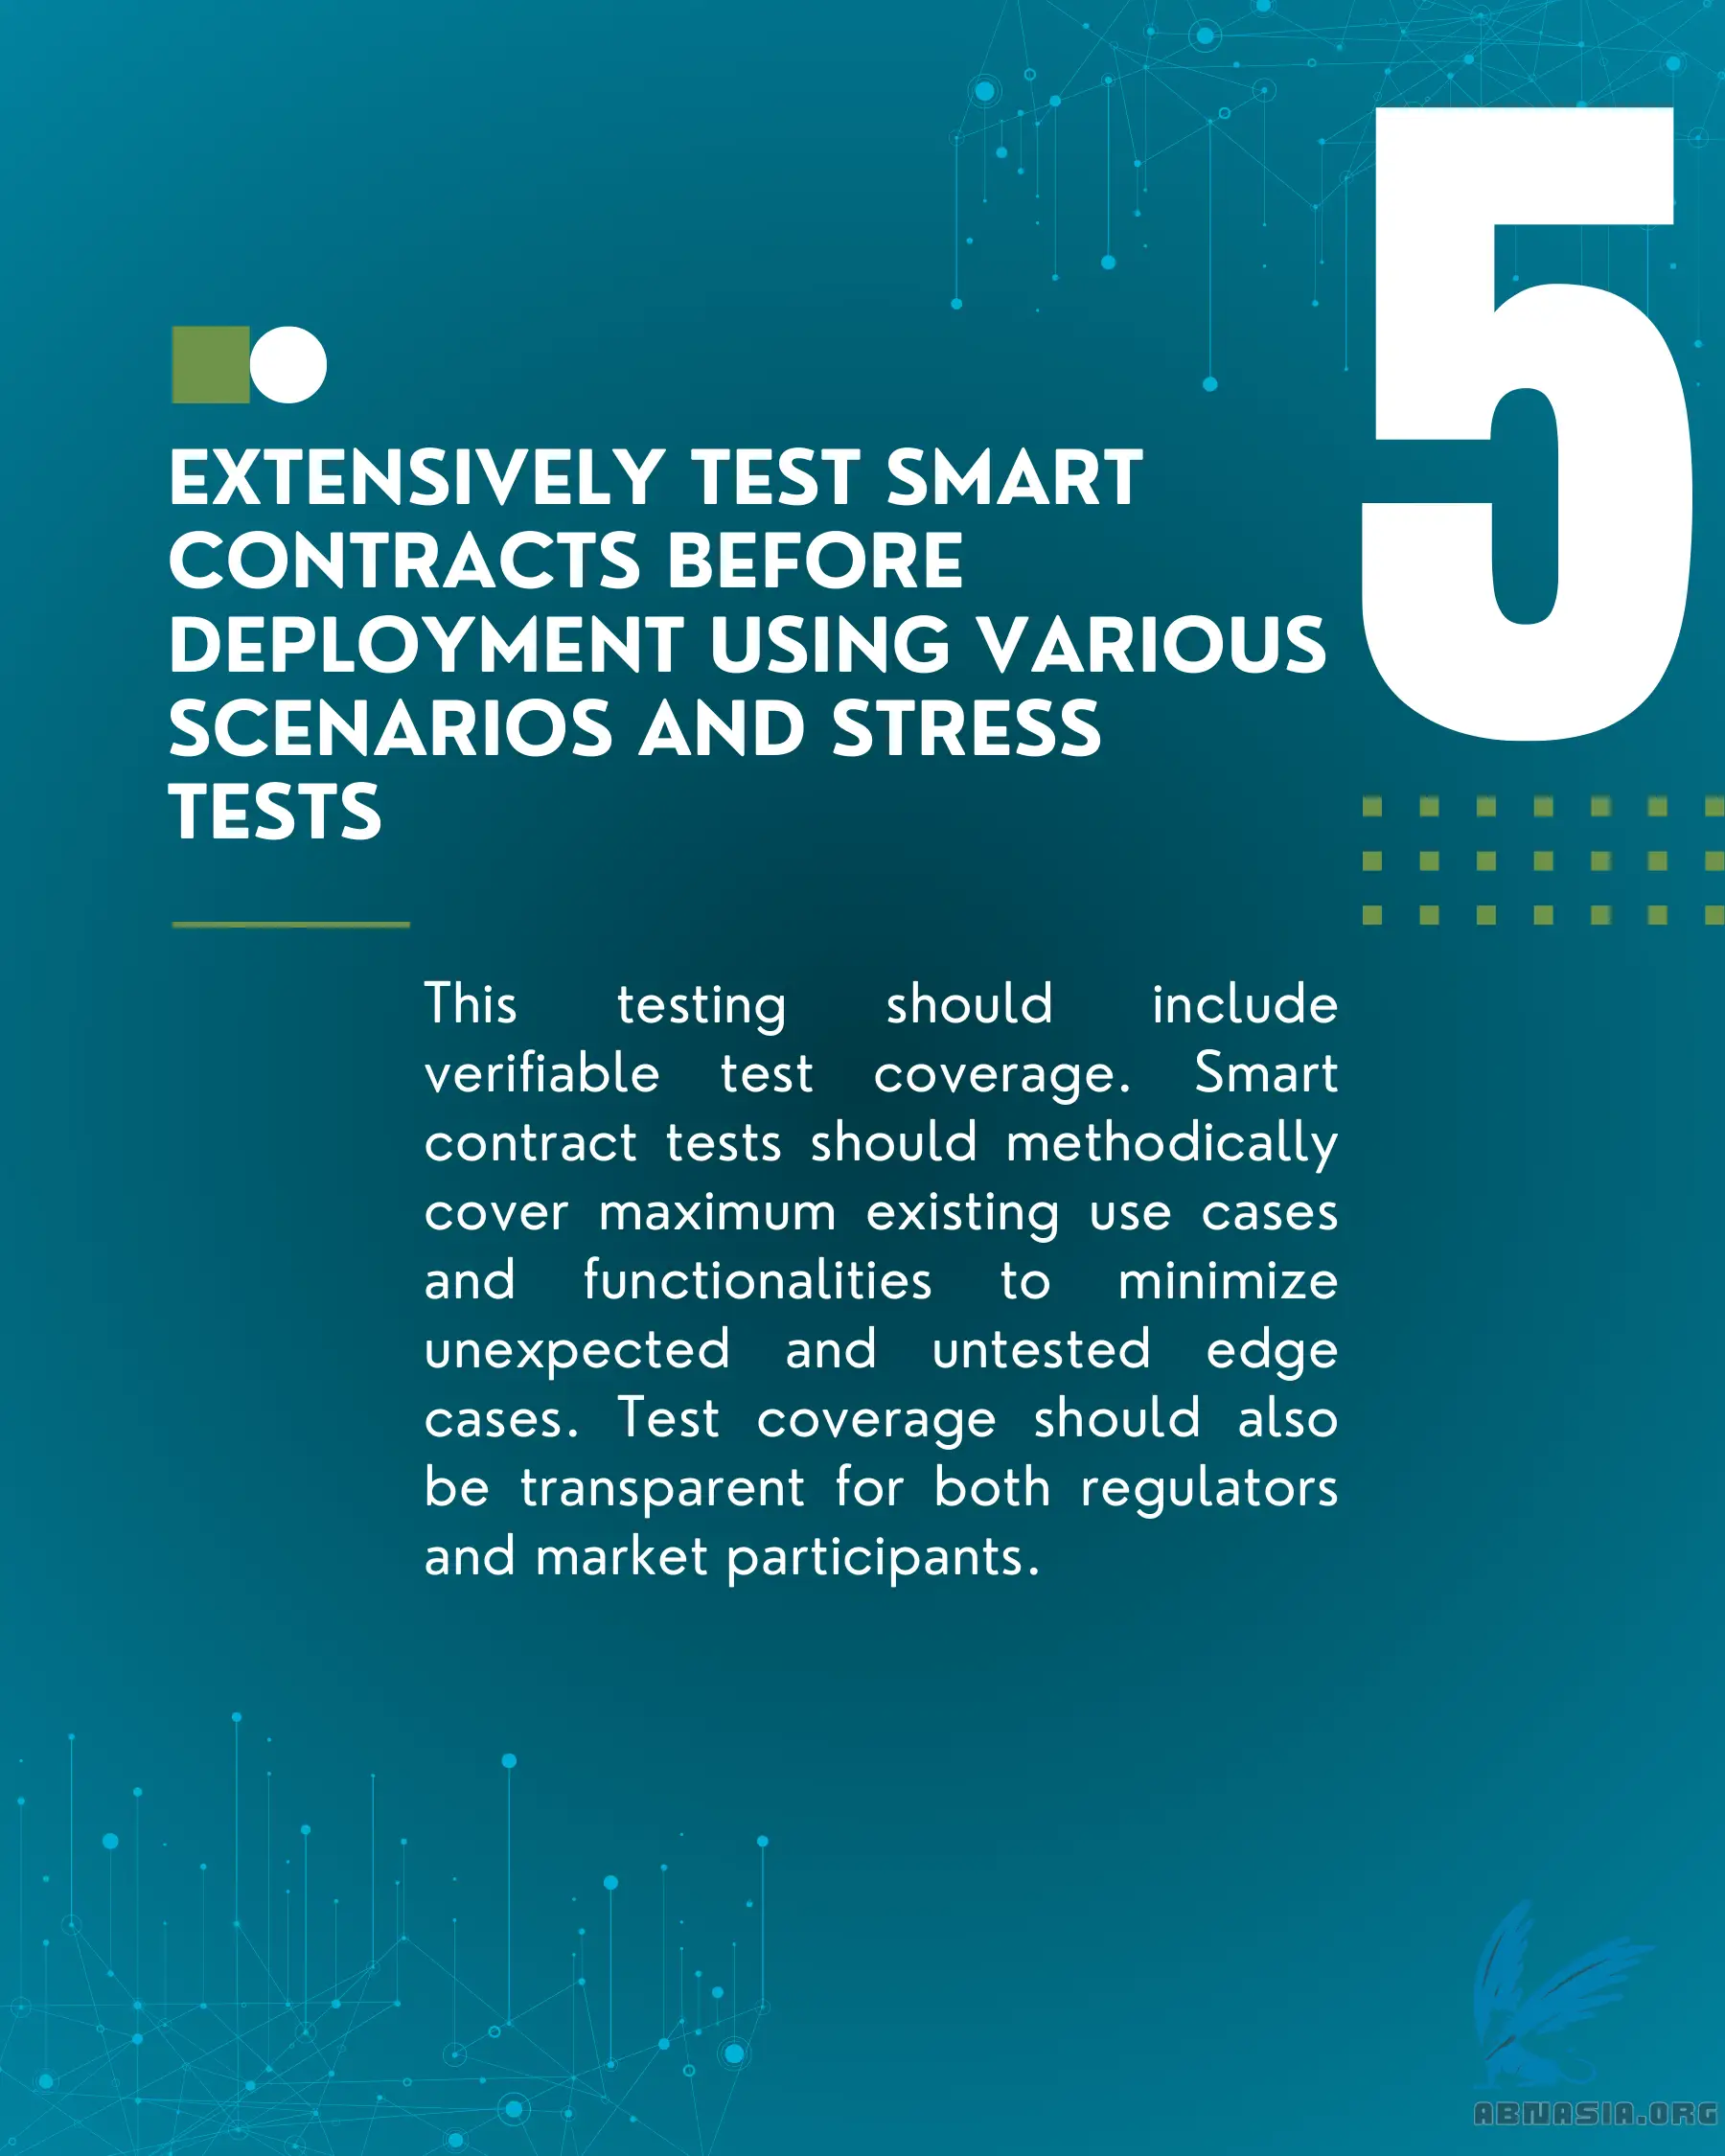 5
EXTENSIVELY TEST SMART
CONTRACTS BEFORE
DEPLOYMENT USING VARIOUS
SCENARIOS AND STRESS
TESTS
This testing should include
verifiable test coverage. Smart
contract tests should methodically
cover maximum existing use cases
and functionalities to minimize
unexpected and untested edge
cases. Test coverage should also
be transparent for both regulators
and market participants.
ABNASIA.ORG